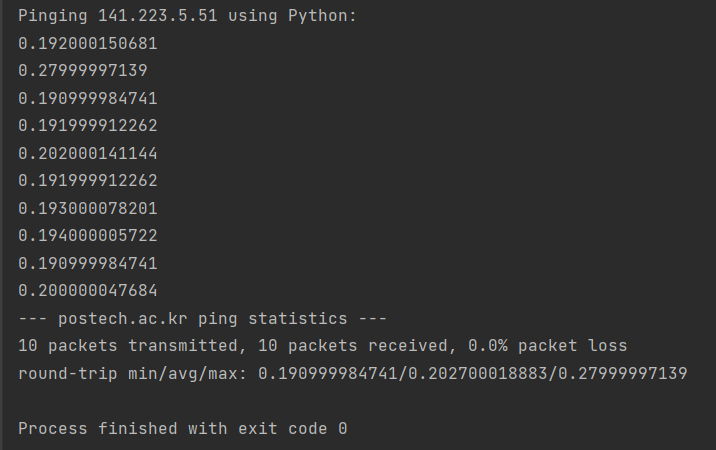 Pinging 141.223.5.51 using Python:
0.192000150681
0.27999997139
0.190999984741
0.191999912262
0.202000141144
0.191999912262
0.193000078201
0.194000005722
0.190999984741
0.200000047684
--- postech.ac.kr ping statistics ---
10 packets transmitted, 10 packets received, 0.0% packet loss
round-trip min/avg/max: 0.190999984741/0.202700018883/0.27999997139
Process finished with exit code 0